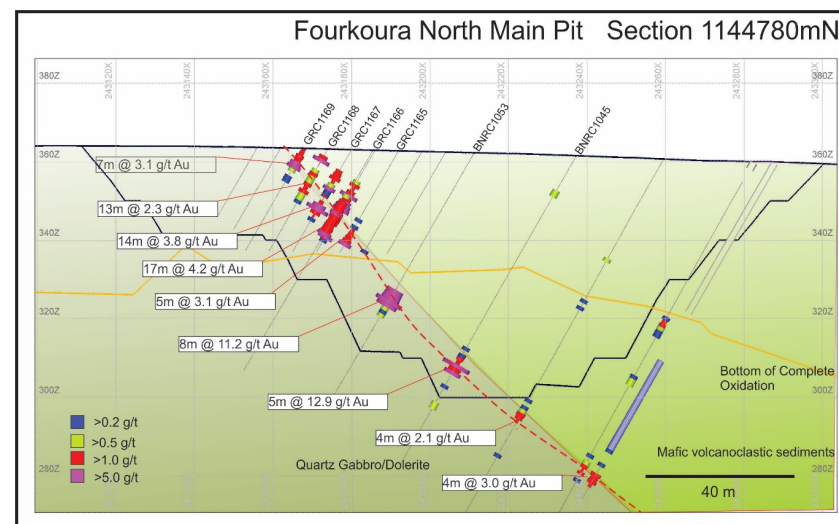 Fourkoura North Main Pit Section 1144780mN
380Z
243120X
243140X
243160X
243180X
243200X
243220X
243240X
243260X
243280X
GRC1169
GRC1168
GRC1167
GRC1166
GRC1165
BNRC1053
BNRC1045
360Z
360Z
7m @ 3.1 g/t Au
13m @ 2.3 g/t Au
14m @ 3.8 g/t Au
340Z
340Z
17m @ 4.2 g/t Au
5m @ 3.1 g/t Au
320Z
320Z
8m @ 11.2 g/t Au
300Z
300Z
5m @ 12.9 g/t Au
Bottom of Complete
Oxidation
>0.2 g/t
>0.5 g/t
>1.0 g/t
>5.0 g/t
4m @ 2.1 g/t Au
Quartz Gabbro/Dolerite
Mafic volcanoclastic sediments
280Z
280Z
4m @ 3.0 g/t Au
40 m